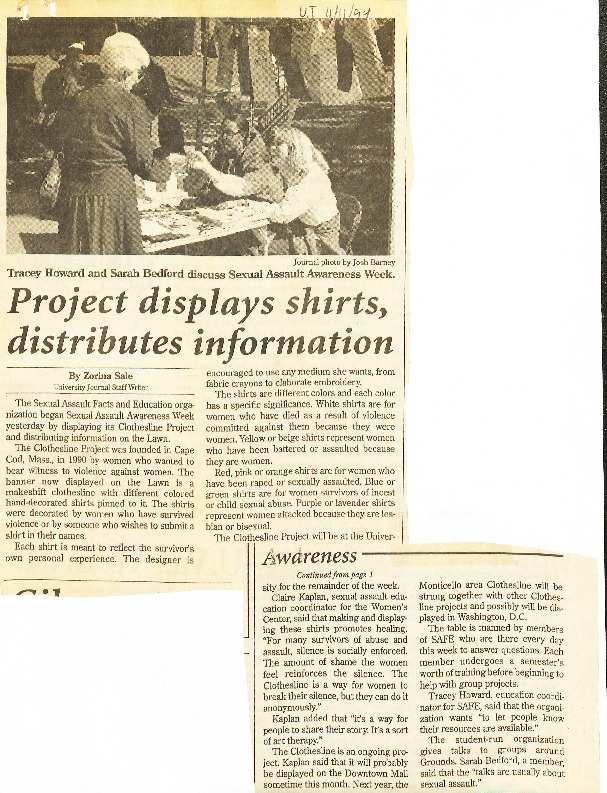 U.J. 4/11/94
Journal photo by Josh Barney
Tracey Howard and Sarah Bedford discuss Sexual Assault Awareness Week.
Project displays shirts,
distributes information
By Zorina Sale
University Journal Staff Writer
The Sexual Assault Facts and Education orga-
nization began Sexual Assault Awareness Week
yesterday by displaying its Clothesline Project
and distributing information on the Lawn.
The Clothesline Project was founded in Cape
Cod, Mass., in 1990 by women who wanted to
bear witness to violence against women. The
banner now displayed on the Lawn is a
makeshift clothesline with different colored
hand-decorated shirts pinned to it. The shirts
were decorated by women who have survived
violence or by someone who wishes to submit a
shirt in their names.
Each shirt is meant to reflect the survivor's
own personal experience. The designer is
encouraged to use any medium she wants, from
fabric crayons to elaborate embroidery.
The shirts are different colors and each color
has a specific significance. White shirts are for
women who have died as a result of violence
committed against them because they were
women. Yellow or beige shirts represent women
who have been battered or assaulted because
they are women.
Red, pink or orange shirts are for women who
have been raped or sexually assaulted. Blue or
green shirts are for women survivors of incest
or child sexual abuse. Purple or lavender shirts
represent women attacked because they are les-
bian or bisexual.
The Clothesline Project will be at the Univer-
Awareness
Continued from page 1
sity for the remainder of the week.
Claire Kaplan, sexual assault edu-
cation coordinator for the Women's
Center, said that making and display-
ing these shirts promotes healing.
"For many survivors of abuse and
assault, silence is socially enforced.
The amount of shame the women
feel reinforces the silence. The
Clothesline is a way for women to
break their silence, but they can do it
anonymously."
Kaplan added that "it's a way for
people to share their story. It's a sort
of art therapy."
The Clothesline is an ongoing pro-
ject. Kaplan said that it will probably
be displayed on the Downtown Mall
sometime this month. Next year, the
Monticello area Clothesline will be
strung together with other Clothes-
line projects and possibly will be dis-
played in Washington, D.C.
The table is manned by members
of SAFE who are there every day
this week to answer questions. Each
member undergoes a semester's
worth of training before beginning to
help with group projects.
Tracey Howard, education coordi-
nator for SAFE, said that the organi-
zation wants "to let people know
their resources are available."
The student-run organization
gives talks to groups around
Grounds. Sarah Bedford, a member,
said that the "talks are usually about
sexual assault."